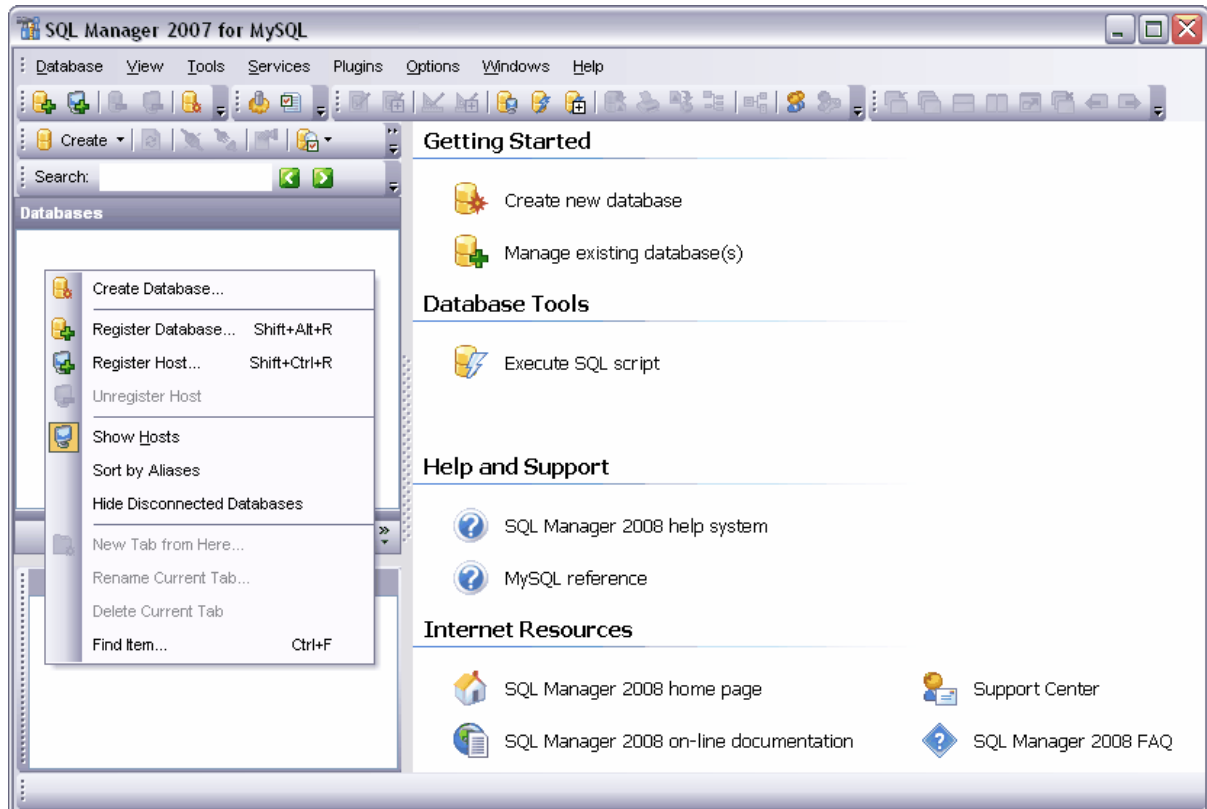 SQL Manager 2007 for MySQL
Database View Tools Services Plugins Options Windows Help
Create
Search:
Databases
Create Database...
Register Database... Shift+Alt+R
Register Host... Shift+Ctrl+R
Unregister Host
Show Hosts
Sort by Aliases
Hide Disconnected Databases
New Tab from Here...
Rename Current Tab...
Delete Current Tab
Find Item... Ctrl+F
Getting Started
Create new database
Manage existing database(s)
Database Tools
Execute SQL script
Help and Support
SQL Manager 2008 help system
MySQL reference
Internet Resources
SQL Manager 2008 home page
Support Center
SQL Manager 2008 on-line documentation
SQL Manager 2008 FAQ